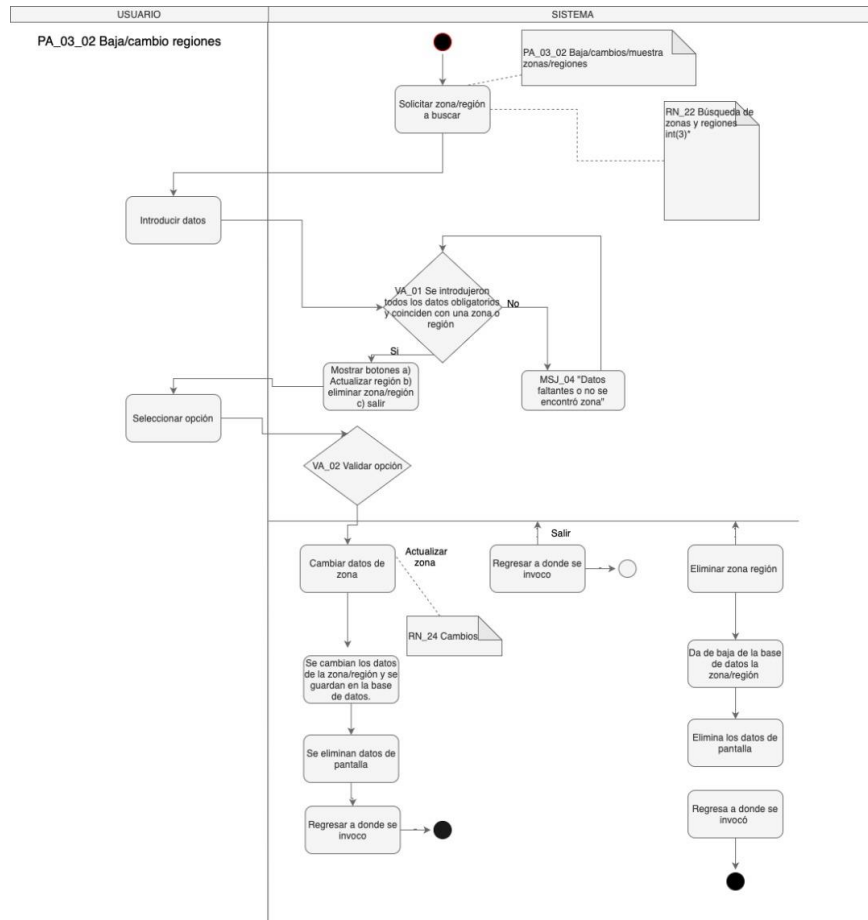 USUARIO
SISTEMA
PA_03_02 Baja/cambio regiones
PA_03_02 Baja/cambios/muestra
zonas/regiones
Solicitar zona/región
a buscar
RN_22 Búsqueda de
zonas y regiones
int(3)"
Introducir datos
VA_01 Se introdujeron
todos los datos obligatorios
y coinciden con una zona o
región
No
Si
Mostrar botones a)
Actualizar región b)
eliminar zona/región
c) salir
MSJ_04 "Datos
faltantes o no se
encontró zona"
Seleccionar opción
VA_02 Validar opción
Cambiar datos de
zona
Actualizar
zona
Salir
Regresar a donde se
invoco
Eliminar zona región
RN_24 Cambios
Se cambian los datos
de la zona/región y se
guardan en la base
de datos.
Da de baja de la base
de datos la
zona/región
Se eliminan datos de
pantalla
Elimina los datos de
pantalla
Regresar a donde se
invoco
Regresa a donde se
invocó